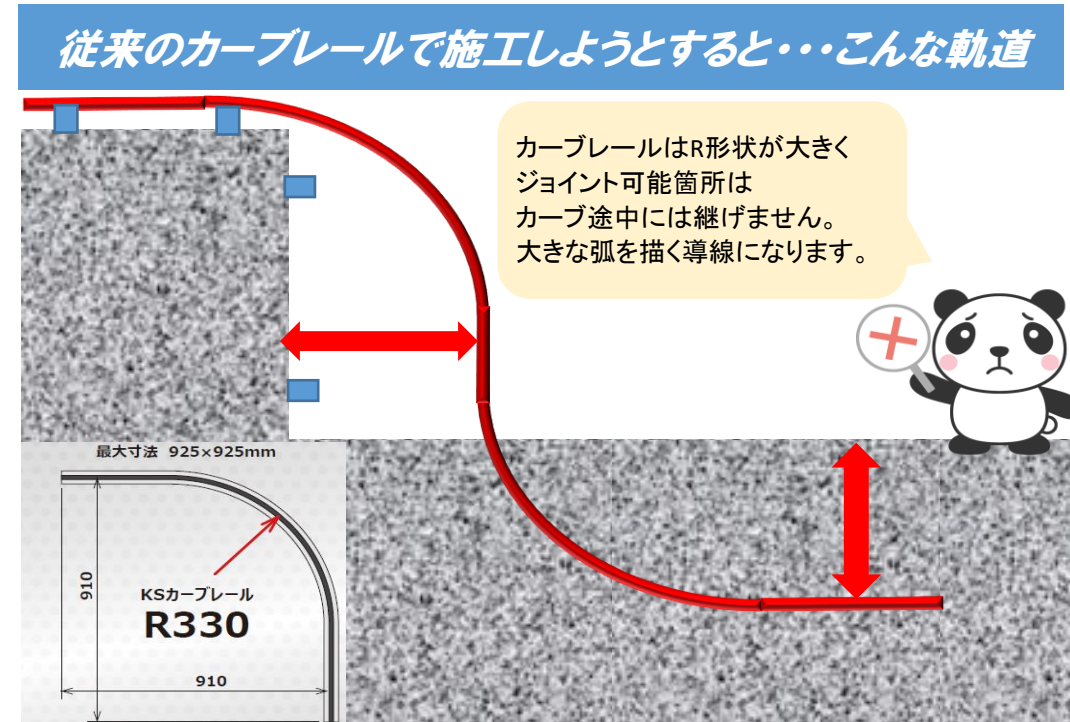 従来のカーブレールで施工しようとすると・・・こんな軌道
カーブレールはR形状が大きく
ジョイント可能箇所は
カーブ途中には継げません。
大きな弧を描く導線になります。
最大寸法 925×925mm
910
KSカーブレール
R330
910